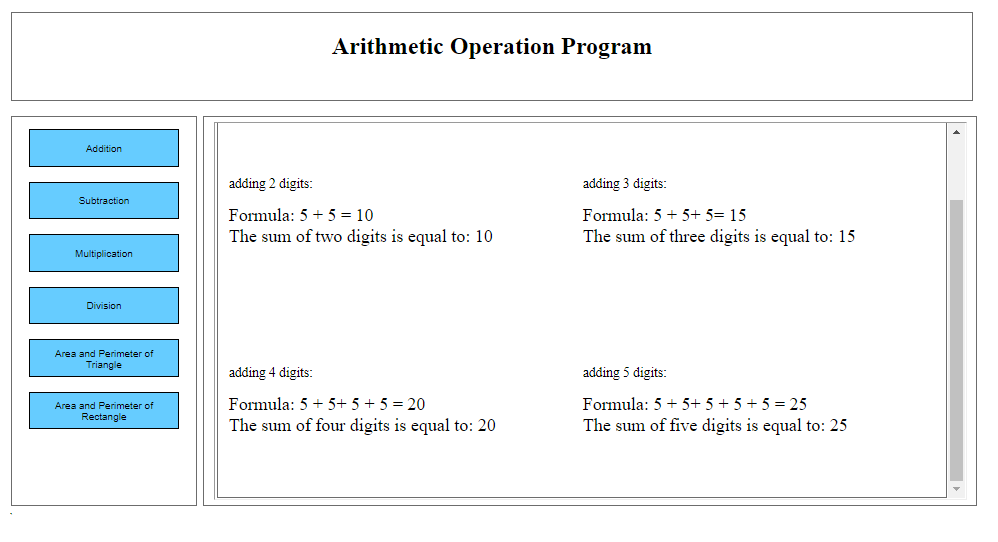 Arithmetic Operation Program
Addition
Subtraction
Multiplication
Division
Area and Perimeter of
Triangle
Area and Perimeter of
Rectangle
adding 2 digits:
Formula: 5 + 5 = 10
The sum of two digits is equal to: 10
adding 3 digits:
Formula: 5 + 5+ 5= 15
The sum of three digits is equal to: 15
adding 4 digits:
Formula: 5 + 5+ 5 + 5 = 20
The sum of four digits is equal to: 20
adding 5 digits:
Formula: 5 + 5+ 5 + 5 + 5 = 25
The sum of five digits is equal to: 25